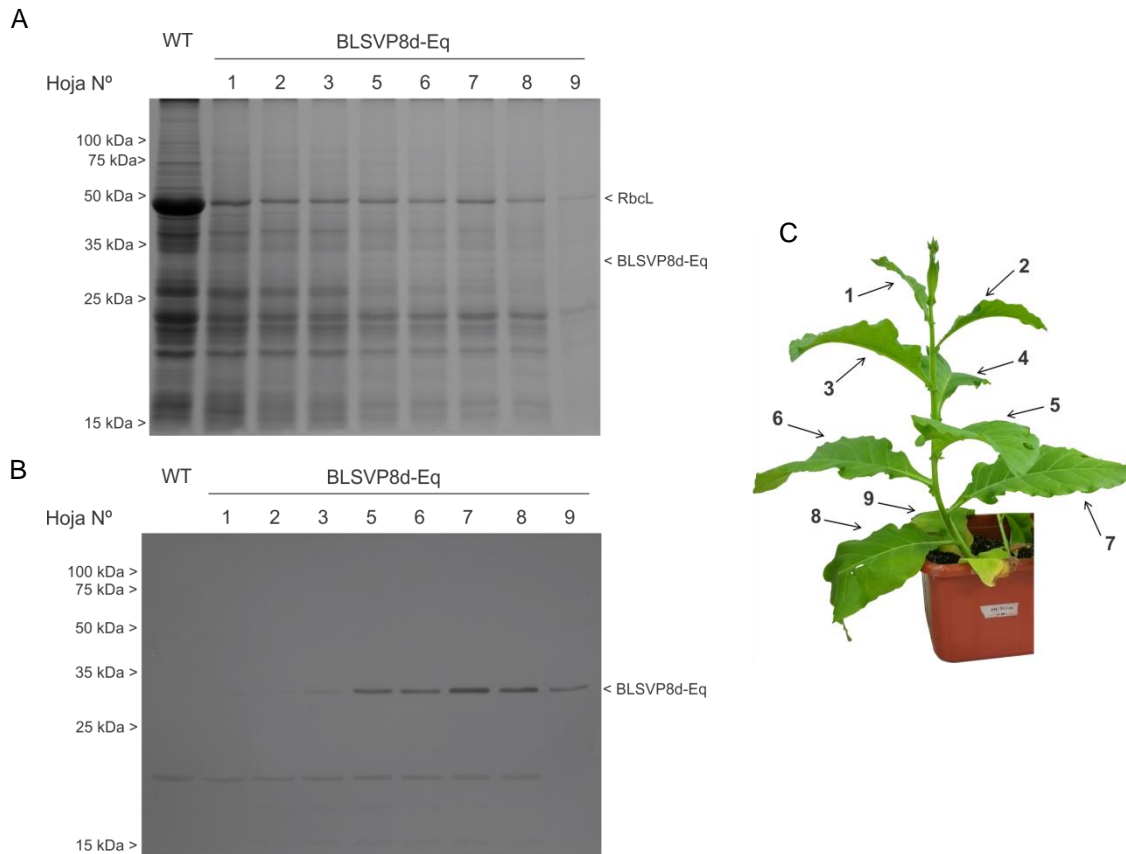 A
WT BLSVP8d-Eq
Hoja Nº 1 2 3 5 6 7 8 9
100 kDa >
75 kDa>
50 kDa > < RbcL
35 kDa >
< BLSVP8d-Eq
25 kDa >
15 kDa >
B
WT BLSVP8d-Eq
Hoja Nº 1 2 3 5 6 7 8 9
100 kDa >
75 kDa >
50 kDa >
35 kDa >
< BLSVP8d-Eq
25 kDa >
15 kDa >
C
1 2
3 4
5
6
9
8 7